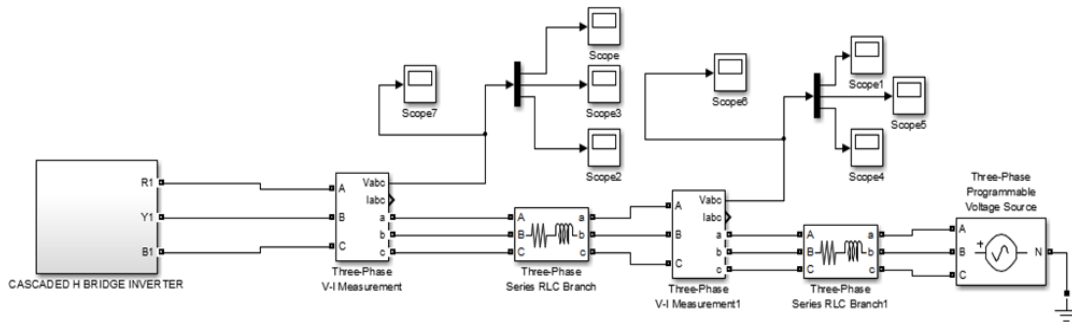 Scope
Scope7
Scope3
Scope2
Scope6
Scope1
Scope5
Scope4
R1
Y1
B1
CASCADED H BRIDGE INVERTER
A
B
C
Vabc
Iabc
a
b
c
Three-Phase
V-I Measurement
A
B
C
a
b
c
Three-Phase
Series RLC Branch
A
B
C
Vabc
Iabc
a
b
c
Three-Phase
V-I Measurement1
A
B
C
a
b
c
Three-Phase
Series RLC Branch1
Three-Phase
Programmable
Voltage Source
A
B
C
+
N